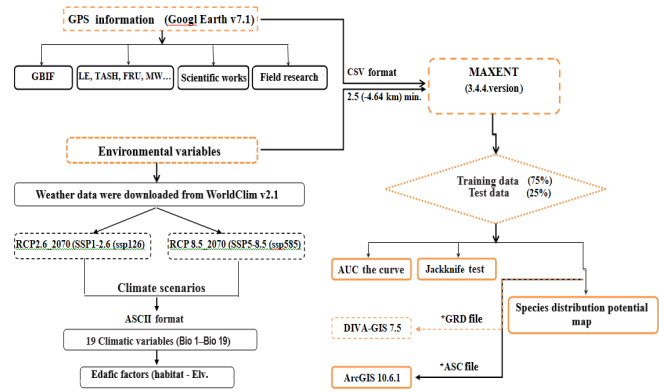 GPS information (Googl Earth v7.1)
GBIF
LE, TASH, FRU, MW...
Scientific works
Field research
CSV format
2.5 (-4.64 km) min.
MAXENT
(3.4.4.version)
Environmental variables
Weather data were downloaded from WorldClim v2.1
RCP2.6_2070 (SSP1-2.6 (ssp126)
RCP 8.5_2070 (SSP5-8.5 (ssp585)
Climate scenarios
ASCII format
19 Climatic variables (Bio 1–Bio 19)
Edafic factors (habitat - Elv.
Training data (75%)
Test data (25%)
AUC the curve
Jackknife test
Species distribution potential
map
DIVA-GIS 7.5
*GRD file
ArcGIS 10.6.1
*ASC file